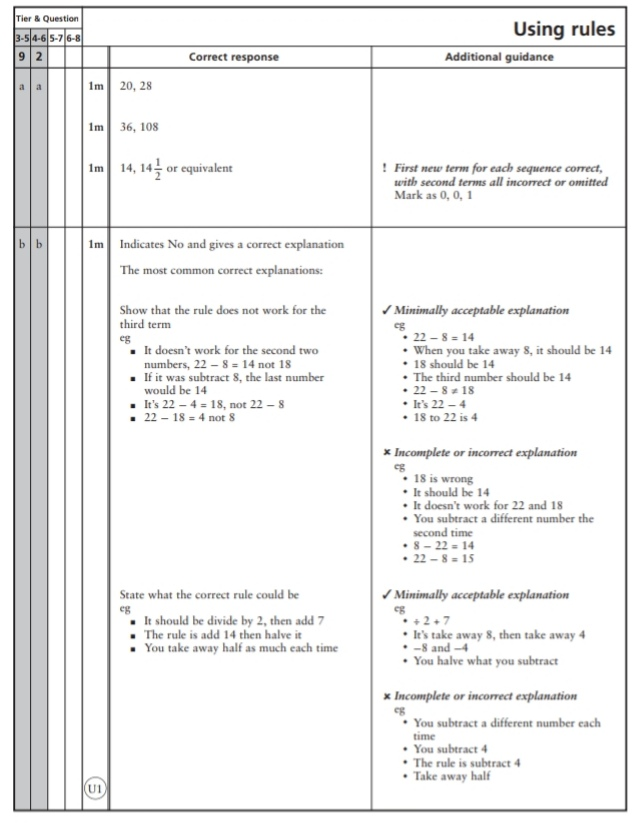 Tier & Question
Using rules
3-5 4-6 5-7 6-8
9 2 Correct response Additional guidance
a a 1m 20, 28
1m 36, 108
1m 14, 14 1/2 or equivalent
! First new term for each sequence correct,
with second terms all incorrect or omitted
Mark as 0, 0, 1
b b 1m Indicates No and gives a correct explanation
The most common correct explanations:
Show that the rule does not work for the
third term
eg
▪ It doesn't work for the second two
numbers, 22 – 8 = 14 not 18
▪ If it was subtract 8, the last number
would be 14
▪ It's 22 – 4 = 18, not 22 – 8
▪ 22 – 18 = 4 not 8
✓ Minimally acceptable explanation
eg
• 22 – 8 = 14
• When you take away 8, it should be 14
• 18 should be 14
• The third number should be 14
• 22 – 8 ≠ 18
• It's 22 – 4
• 18 to 22 is 4
× Incomplete or incorrect explanation
eg
• 18 is wrong
• It should be 14
• It doesn't work for 22 and 18
• You subtract a different number the
second time
• 8 – 22 = 14
• 22 – 8 = 15
State what the correct rule could be
eg
▪ It should be divide by 2, then add 7
▪ The rule is add 14 then halve it
▪ You take away half as much each time
✓ Minimally acceptable explanation
eg
• ÷ 2 + 7
• It's take away 8, then take away 4
• –8 and –4
• You halve what you subtract
× Incomplete or incorrect explanation
eg
• You subtract a different number each
time
• You subtract 4
• The rule is subtract 4
• Take away half
U1